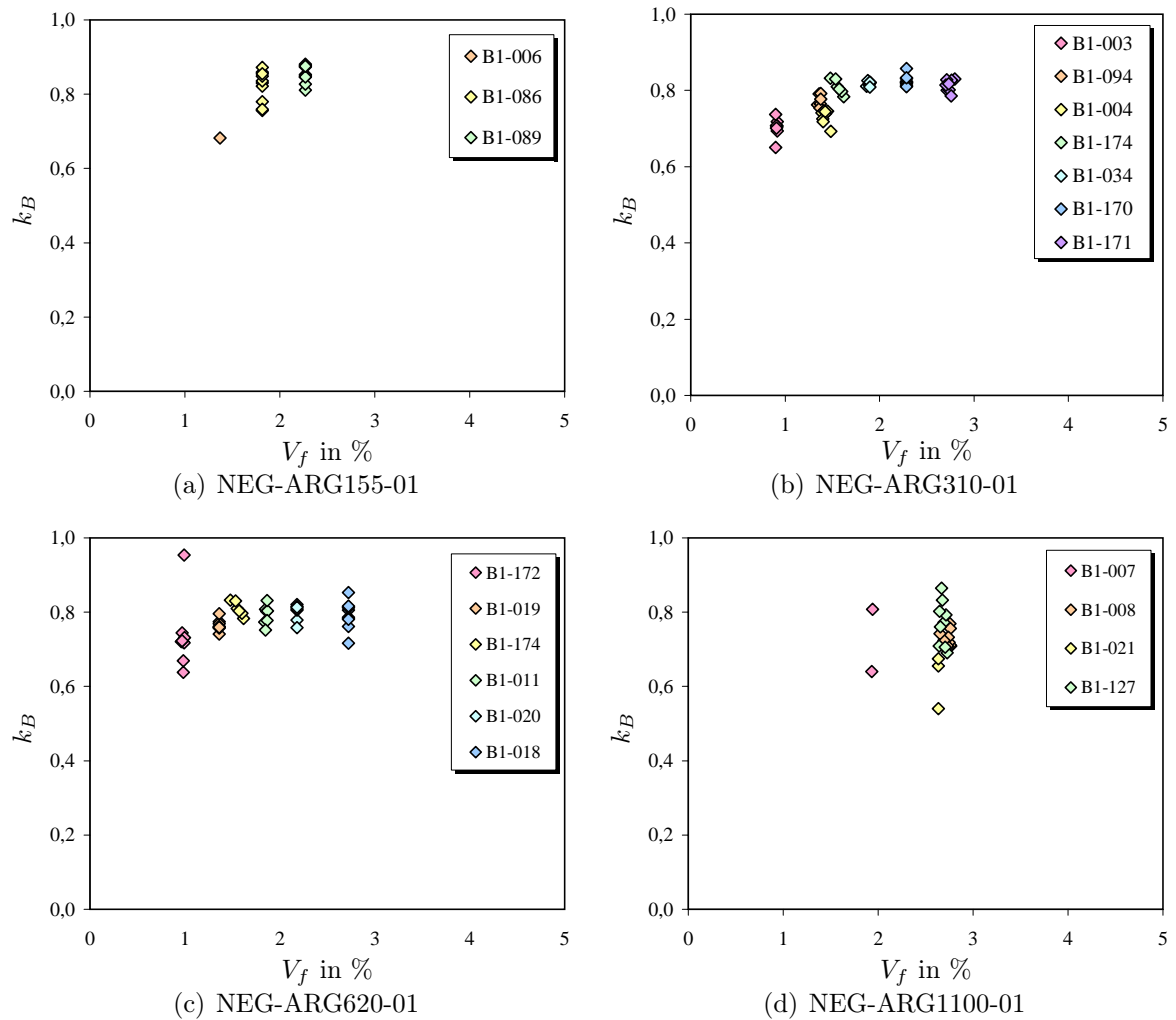 1,0
0,8
0,6
0,4
0,2
0,0
k_B
0 1 2 3 4 5
V_f in %
B1-006
B1-086
B1-089
(a) NEG-ARG155-01
1,0
0,8
0,6
0,4
0,2
0,0
k_B
0 1 2 3 4 5
V_f in %
B1-003
B1-094
B1-004
B1-174
B1-034
B1-170
B1-171
(b) NEG-ARG310-01
1,0
0,8
0,6
0,4
0,2
0,0
k_B
0 1 2 3 4 5
V_f in %
B1-172
B1-019
B1-174
B1-011
B1-020
B1-018
(c) NEG-ARG620-01
1,0
0,8
0,6
0,4
0,2
0,0
k_B
0 1 2 3 4 5
V_f in %
B1-007
B1-008
B1-021
B1-127
(d) NEG-ARG1100-01